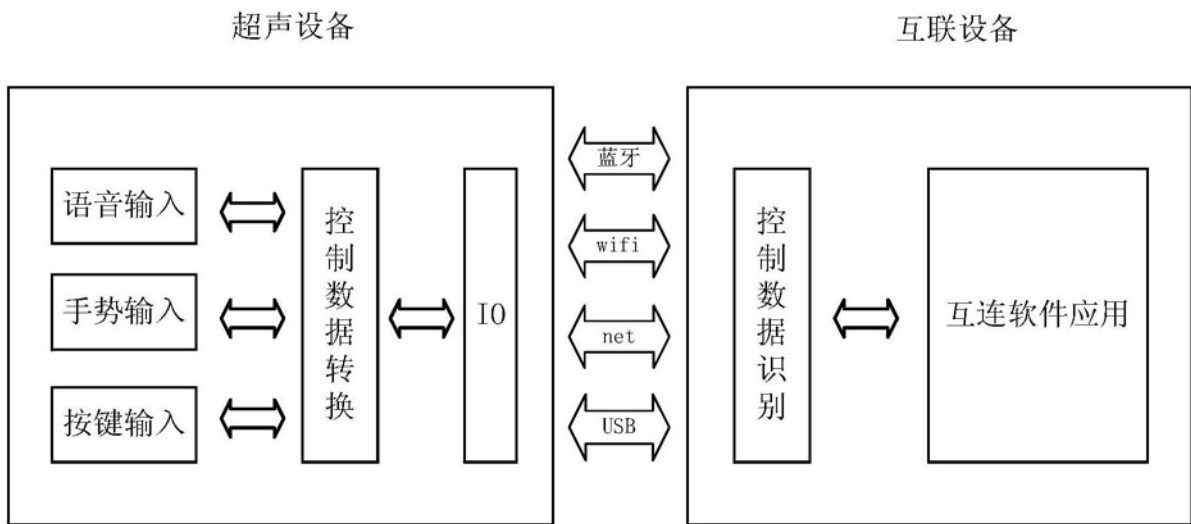 超声设备
互联设备
语音输入
手势输入
按键输入
控制数据转换
IO
蓝牙
wifi
net
USB
控制数据识别
互连软件应用